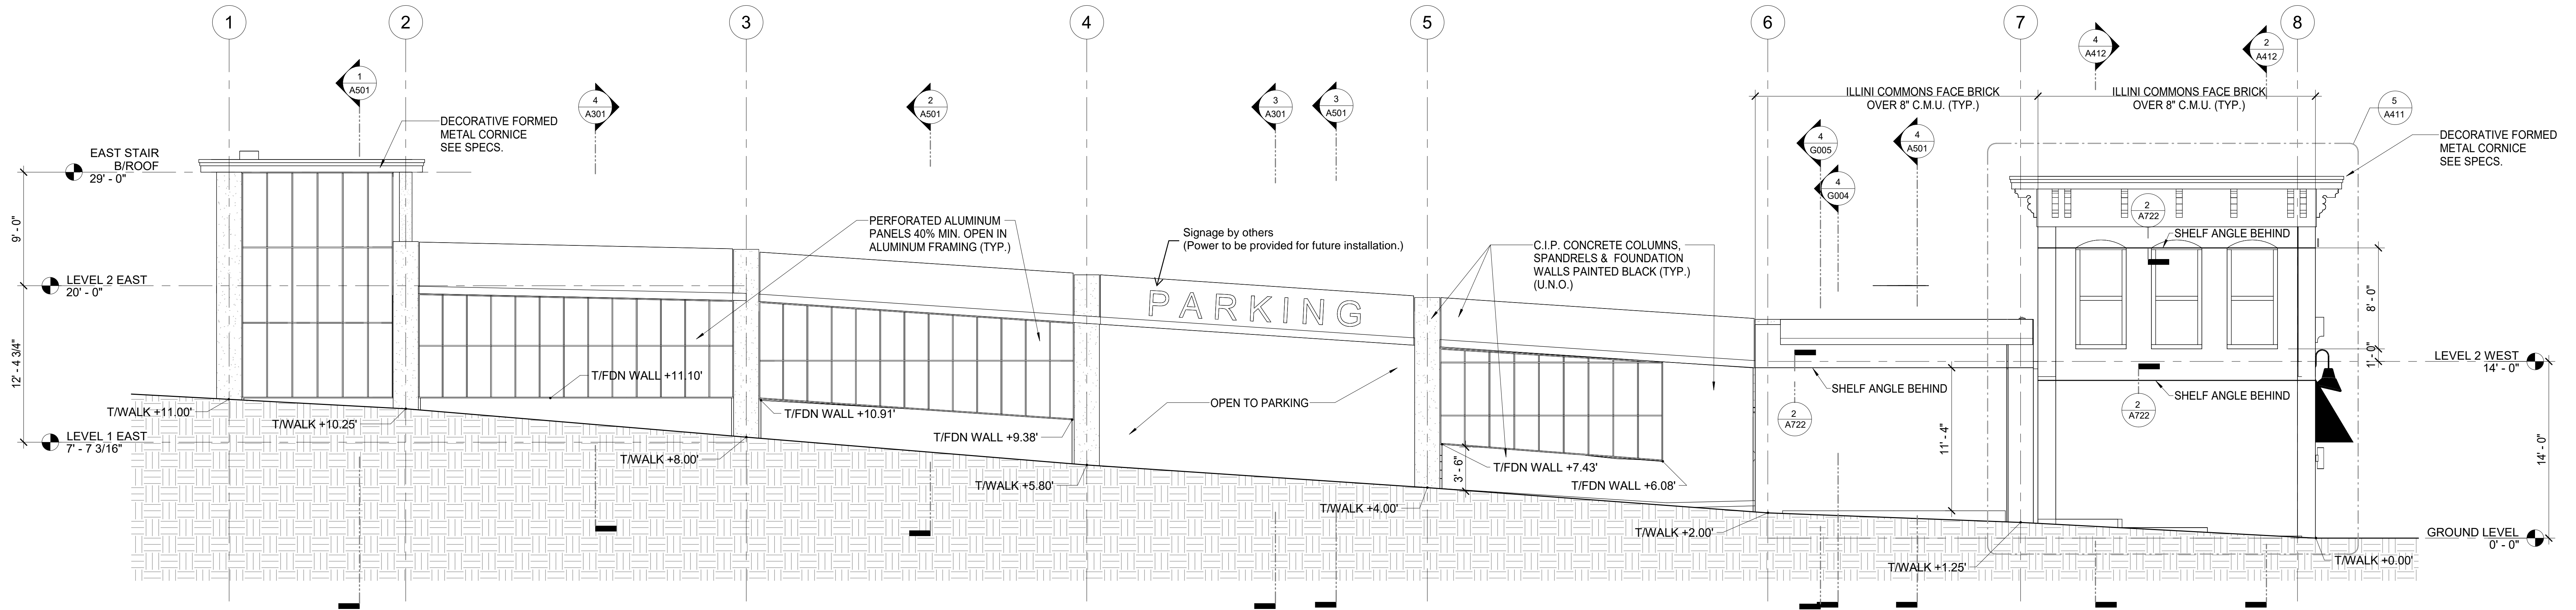 1
2
3
4
5
6
7
8
1
A501
4
A301
2
A501
3
A301
3
A501
4
G005
4
G004
4
A501
4
A412
2
A412
5
A411
ILLINI COMMONS FACE BRICK
OVER 8" C.M.U. (TYP.)
ILLINI COMMONS FACE BRICK
OVER 8" C.M.U. (TYP.)
DECORATIVE FORMED
METAL CORNICE
SEE SPECS.
DECORATIVE FORMED
METAL CORNICE
SEE SPECS.
EAST STAIR
B/ROOF
29' - 0"
9' - 0"
LEVEL 2 EAST
20' - 0"
12' - 4 3/4"
LEVEL 1 EAST
7' - 7 3/16"
PERFORATED ALUMINUM
PANELS 40% MIN. OPEN IN
ALUMINUM FRAMING (TYP.)
Signage by others
(Power to be provided for future installation.)
PARKING
C.I.P. CONCRETE COLUMNS,
SPANDRELS & FOUNDATION
WALLS PAINTED BLACK (TYP.)
(U.N.O.)
2
A722
SHELF ANGLE BEHIND
8' - 0"
1' - 0"
LEVEL 2 WEST
14' - 0"
SHELF ANGLE BEHIND
SHELF ANGLE BEHIND
2
A722
2
A722
11' - 4"
14' - 0"
GROUND LEVEL
0' - 0"
OPEN TO PARKING
T/FDN WALL +11.10'
T/FDN WALL +10.91'
T/FDN WALL +9.38'
T/FDN WALL +7.43'
3' - 6"
T/FDN WALL +6.08'
T/WALK +11.00'
T/WALK +10.25'
T/WALK +8.00'
T/WALK +5.80'
T/WALK +4.00'
T/WALK +2.00'
T/WALK +1.25'
T/WALK +0.00'